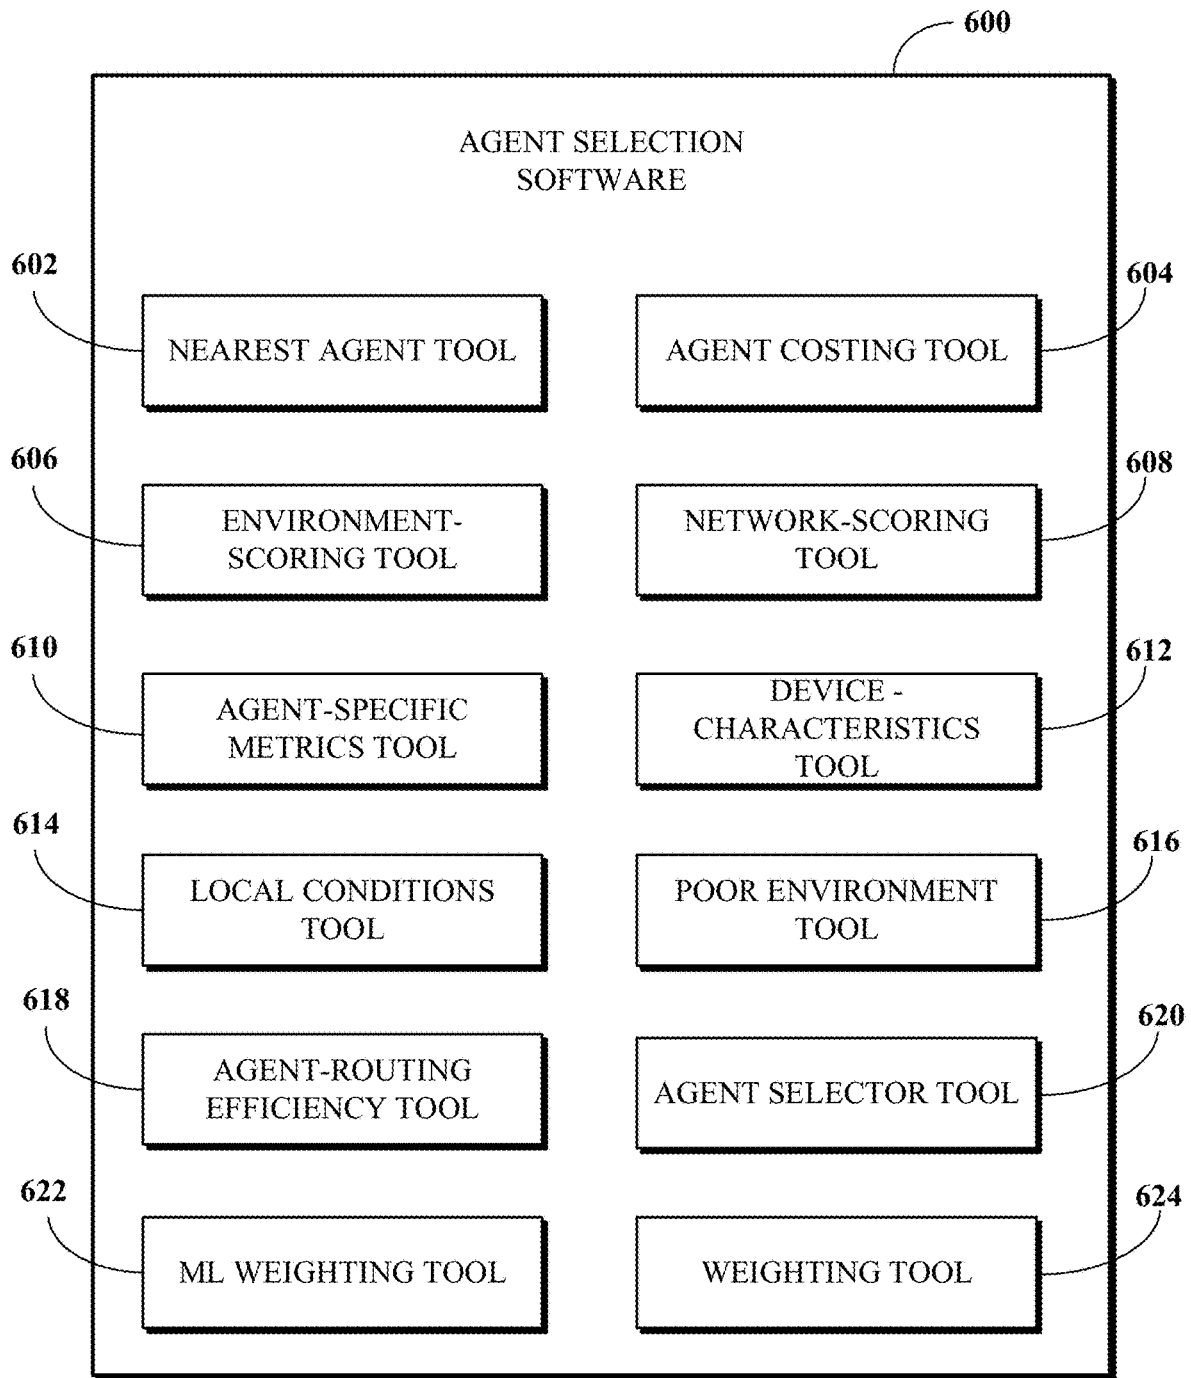 600
AGENT SELECTION
SOFTWARE
602
NEAREST AGENT TOOL
604
AGENT COSTING TOOL
606
ENVIRONMENT-
SCORING TOOL
608
NETWORK-SCORING
TOOL
610
AGENT-SPECIFIC
METRICS TOOL
612
DEVICE -
CHARACTERISTICS
TOOL
614
LOCAL CONDITIONS
TOOL
616
POOR ENVIRONMENT
TOOL
618
AGENT-ROUTING
EFFICIENCY TOOL
620
AGENT SELECTOR TOOL
622
ML WEIGHTING TOOL
624
WEIGHTING TOOL